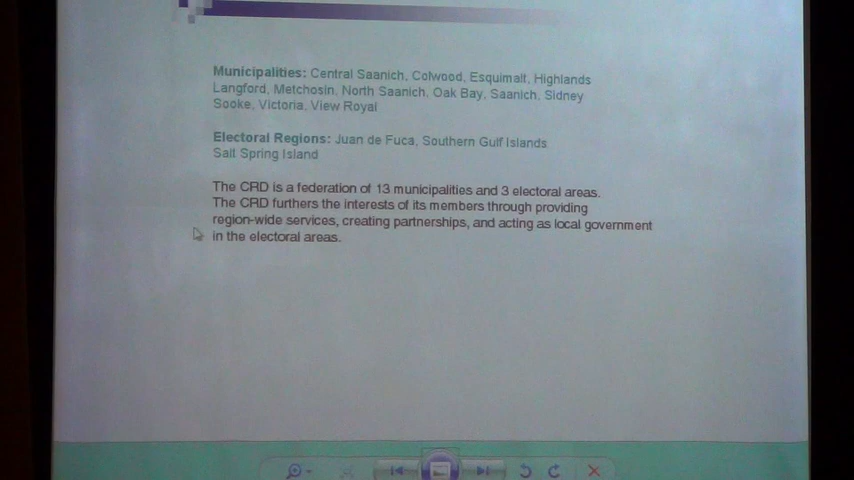 Municipalities: Central Saanich, Colwood, Esquimalt, Highlands
Langford, Metchosin, North Saanich, Oak Bay, Saanich, Sidney
Sooke, Victoria, View Royal
Electoral Regions: Juan de Fuca, Southern Gulf Islands
Salt Spring Island
The CRD is a federation of 13 municipalities and 3 electoral areas.
The CRD furthers the interests of its members through providing
region-wide services, creating partnerships, and acting as local government
in the electoral areas.